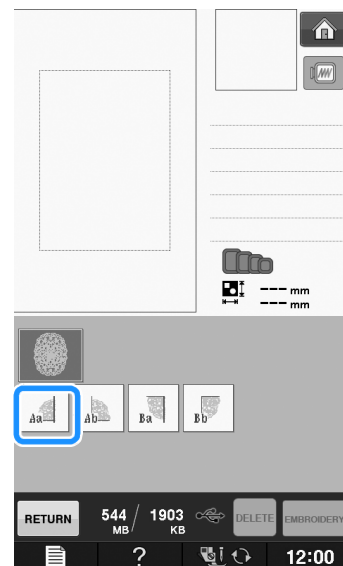 --- mm
--- mm
Aa Ab Ba Bb
RETURN 544 MB / 1903 KB DELETE EMBROIDERY
? 12:00